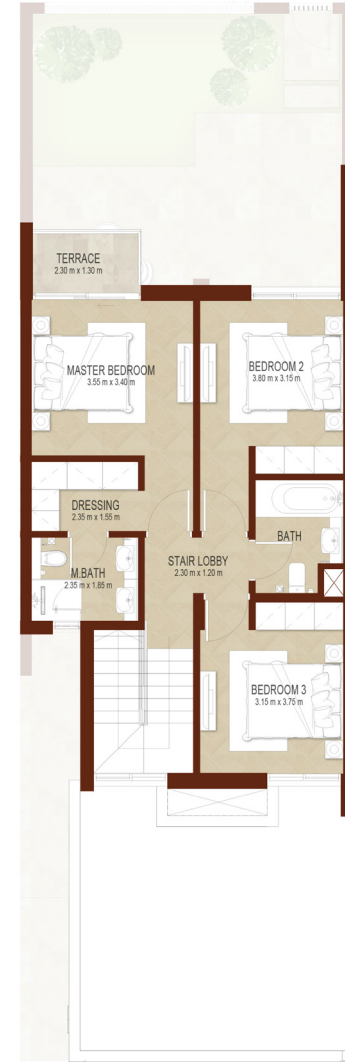 TERRACE
2.30 m x 1.30 m
MASTER BEDROOM
3.55 m x 3.40 m
BEDROOM 2
3.80 m x 3.15 m
DRESSING
2.35 m x 1.55 m
BATH
STAIR LOBBY
2.30 m x 1.20 m
M.BATH
2.35 m x 1.85 m
BEDROOM 3
3.15 m x 3.75 m